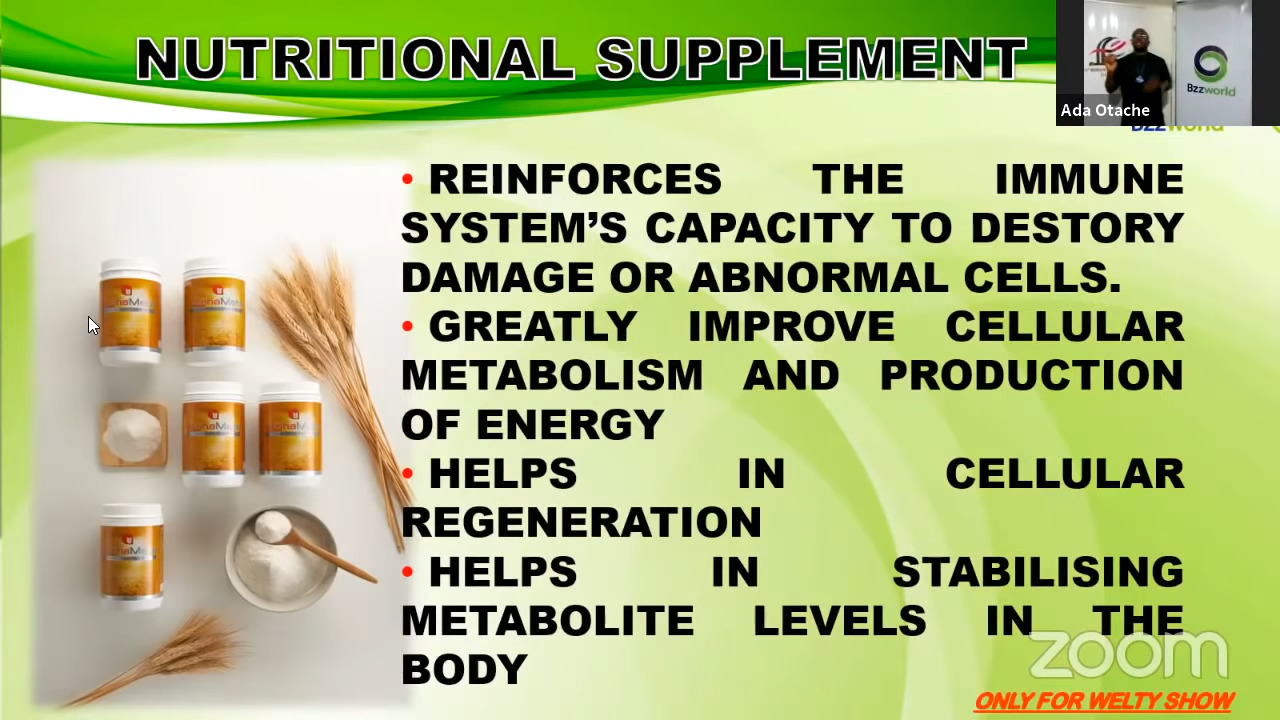 NUTRITIONAL SUPPLEMENT
Bzzworld
Ada Otache
• REINFORCES THE IMMUNE
SYSTEM’S CAPACITY TO DESTORY
DAMAGE OR ABNORMAL CELLS.
• GREATLY IMPROVE CELLULAR
METABOLISM AND PRODUCTION
OF ENERGY
• HELPS IN CELLULAR
REGENERATION
• HELPS IN STABILISING
METABOLITE LEVELS IN THE
BODY
zoom
ONLY FOR WELTY SHOW